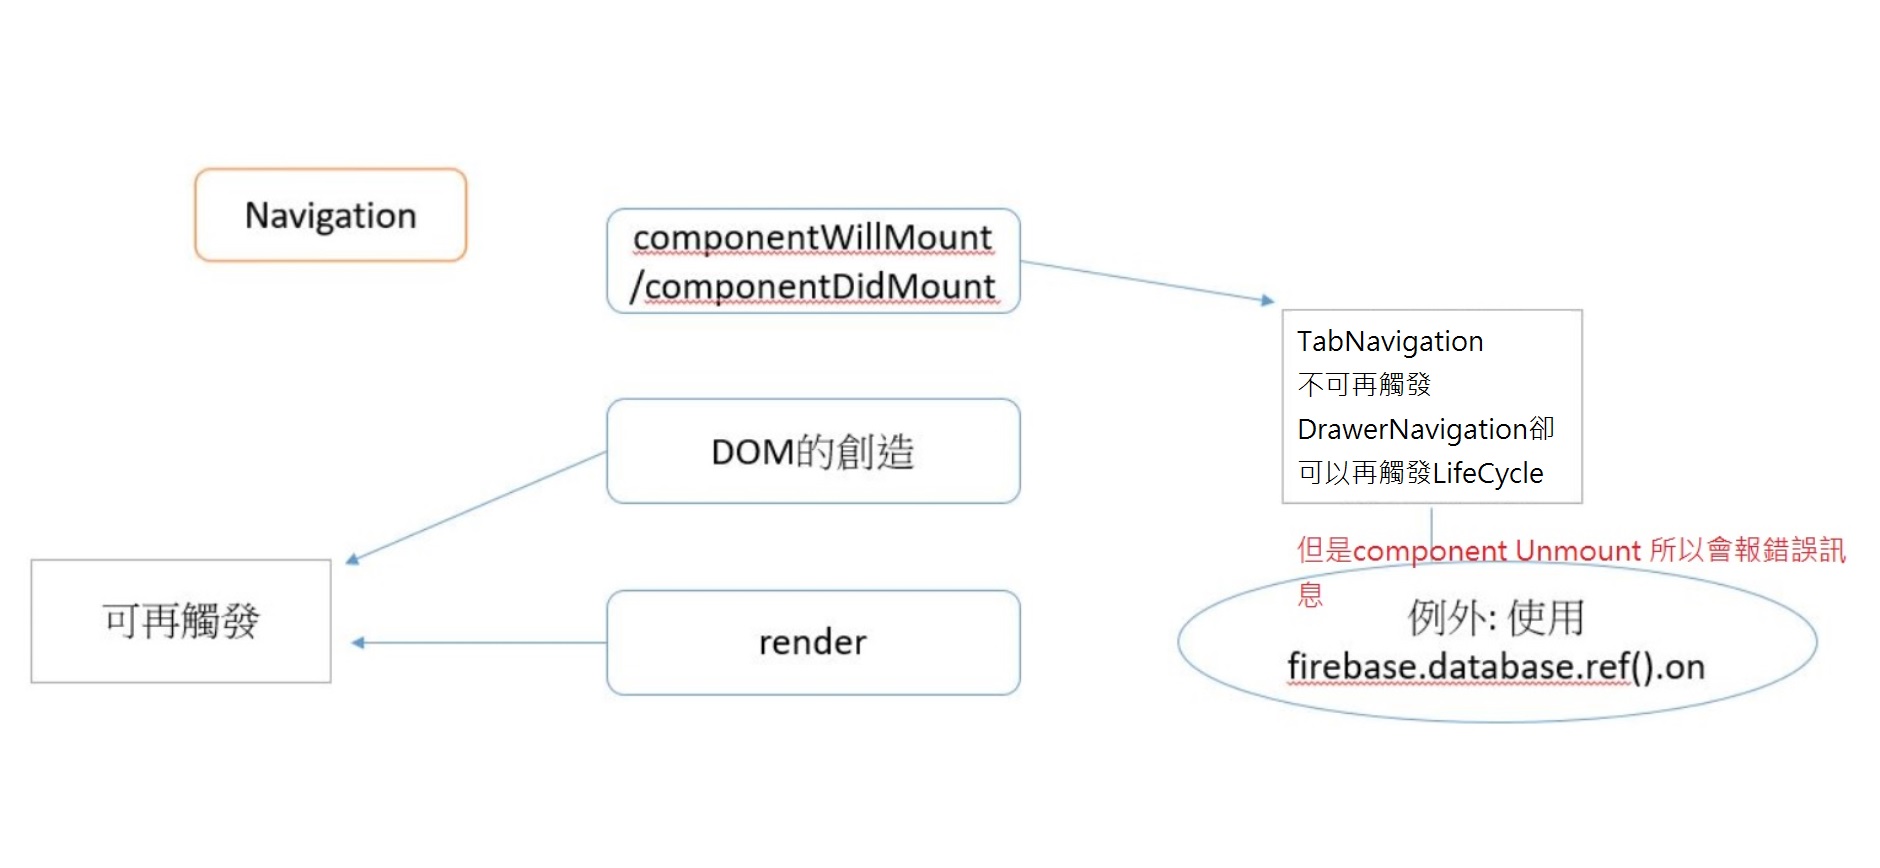 Navigation
componentWillMount
/componentDidMount
TabNavigation
不可再觸發
DrawerNavigation卻
可以再觸發LifeCycle
DOM的創造
但是component Unmount 所以會報錯誤訊
息
可再觸發
render
例外: 使用
firebase.database.ref().on